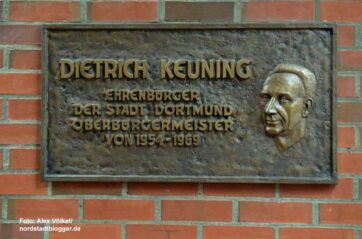 DIETRICH KEUNING
EHRENBÜRGER
DER STADT DORTMUND
OBERBÜRGERMEISTER
VON 1954-1969
Foto: Alex Völkel
nordstadtblogger.de